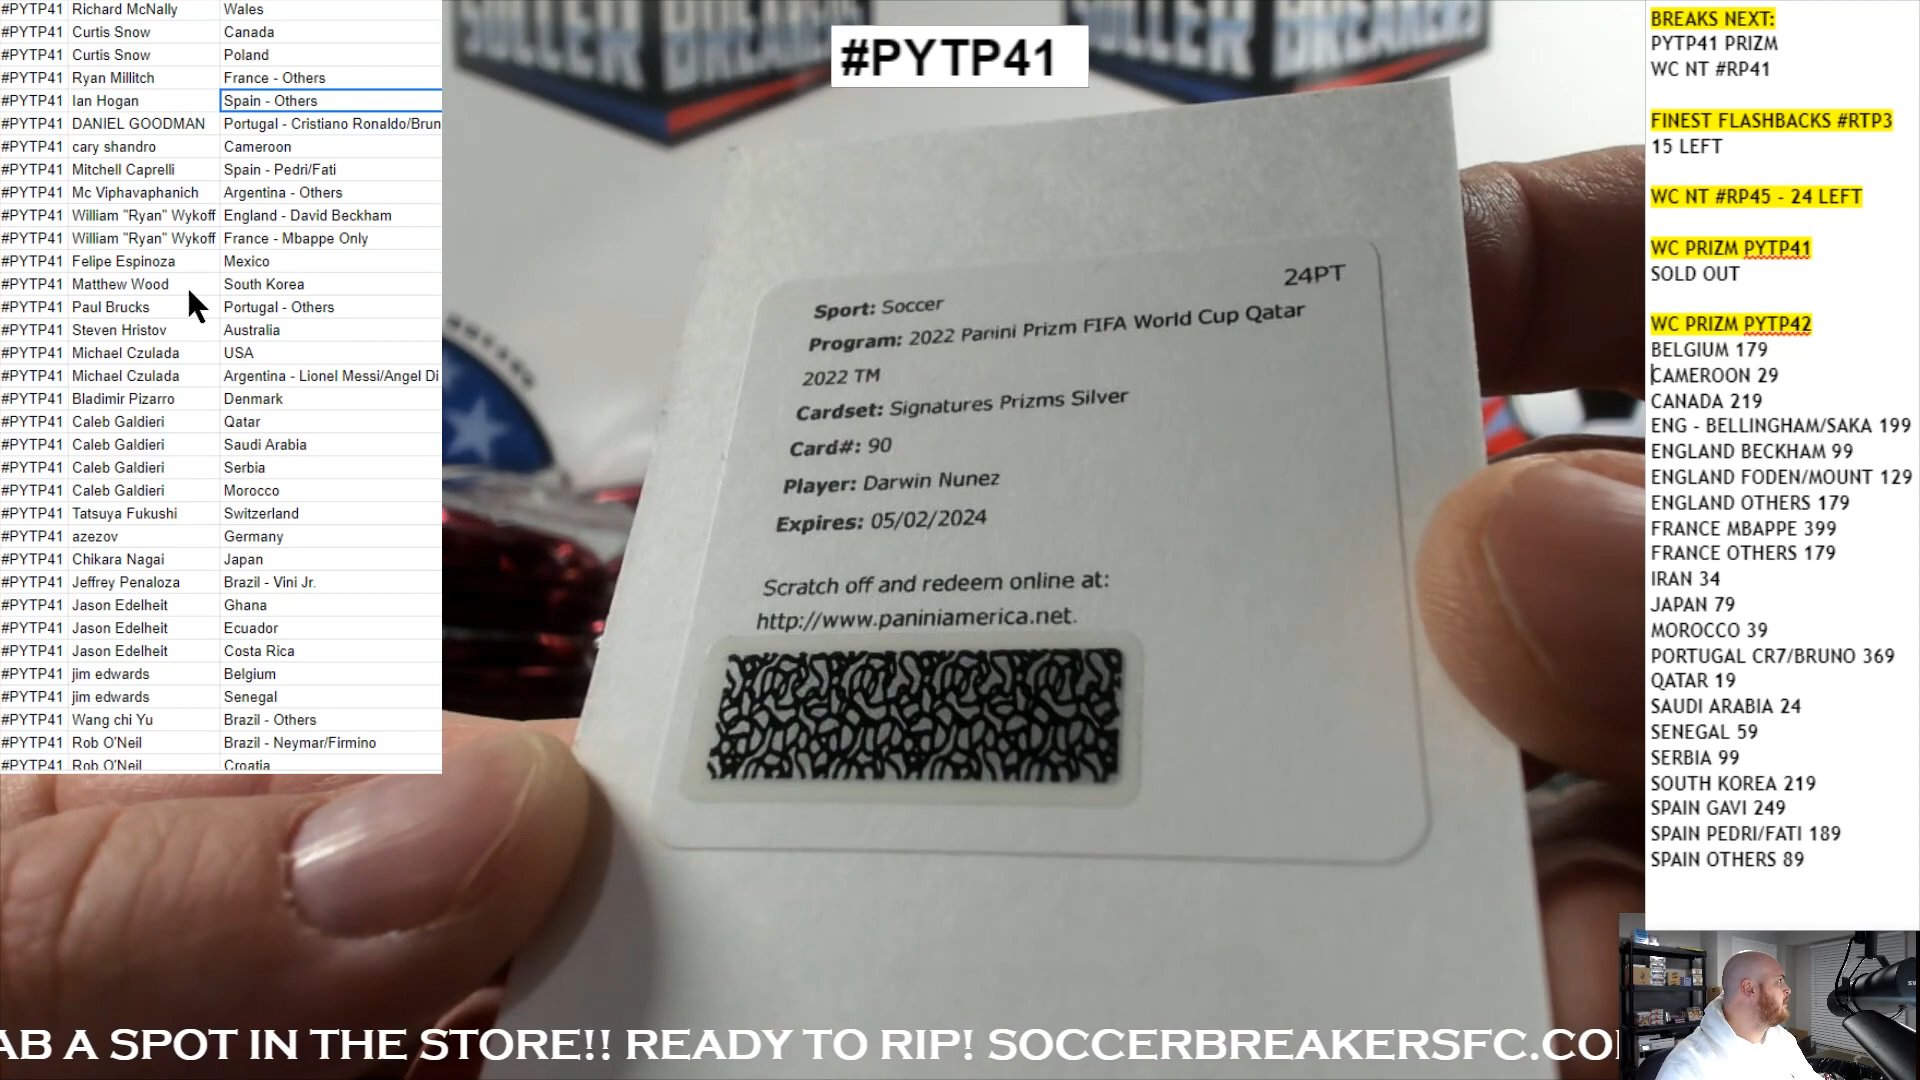 #PYTP41 Richard McNally Wales
#PYTP41 Curtis Snow Canada
#PYTP41 Curtis Snow Poland
#PYTP41 Ryan Millitch France - Others
#PYTP41 Ian Hogan Spain - Others
#PYTP41 DANIEL GOODMAN Portugal - Cristiano Ronaldo/Brun
#PYTP41 cary shandro Cameroon
#PYTP41 Mitchell Caprelli Spain - Pedri/Fati
#PYTP41 Mc Viphavaphanich Argentina - Others
#PYTP41 William "Ryan" Wykoff England - David Beckham
#PYTP41 William "Ryan" Wykoff France - Mbappe Only
#PYTP41 Felipe Espinoza Mexico
#PYTP41 Matthew Wood South Korea
#PYTP41 Paul Brucks Portugal - Others
#PYTP41 Steven Hristov Australia
#PYTP41 Michael Czulada USA
#PYTP41 Michael Czulada Argentina - Lionel Messi/Angel Di
#PYTP41 Bladimir Pizarro Denmark
#PYTP41 Caleb Galdieri Qatar
#PYTP41 Caleb Galdieri Saudi Arabia
#PYTP41 Caleb Galdieri Serbia
#PYTP41 Caleb Galdieri Morocco
#PYTP41 Tatsuya Fukushi Switzerland
#PYTP41 azezov Germany
#PYTP41 Chikara Nagai Japan
#PYTP41 Jeffrey Penaloza Brazil - Vini Jr.
#PYTP41 Jason Edelheit Ghana
#PYTP41 Jason Edelheit Ecuador
#PYTP41 Jason Edelheit Costa Rica
#PYTP41 jim edwards Belgium
#PYTP41 jim edwards Senegal
#PYTP41 Wang chi Yu Brazil - Others
#PYTP41 Rob O'Neil Brazil - Neymar/Firmino
#PYTP41 Rob O'Neil Croatia
SOCCER BREAKERS
SOCCER BREAKERS
#PYTP41
24PT
Sport: Soccer
Program: 2022 Panini Prizm FIFA World Cup Qatar
2022 TM
Cardset: Signatures Prizms Silver
Card#: 90
Player: Darwin Nunez
Expires: 05/02/2024
Scratch off and redeem online at:
http://www.paniniamerica.net.
BREAKS NEXT:
PYTP41 PRIZM
WC NT #RP41
FINEST FLASHBACKS #RTP3
15 LEFT
WC NT #RP45 - 24 LEFT
WC PRIZM PYTP41
SOLD OUT
WC PRIZM PYTP42
BELGIUM 179
CAMEROON 29
CANADA 219
ENG - BELLINGHAM/SAKA 199
ENGLAND BECKHAM 99
ENGLAND FODEN/MOUNT 129
ENGLAND OTHERS 179
FRANCE MBAPPE 399
FRANCE OTHERS 179
IRAN 34
JAPAN 79
MOROCCO 39
PORTUGAL CR7/BRUNO 369
QATAR 19
SAUDI ARABIA 24
SENEGAL 59
SERBIA 99
SOUTH KOREA 219
SPAIN GAVI 249
SPAIN PEDRI/FATI 189
SPAIN OTHERS 89
AB A SPOT IN THE STORE!! READY TO RIP! SOCCERBREAKERSFC.CO